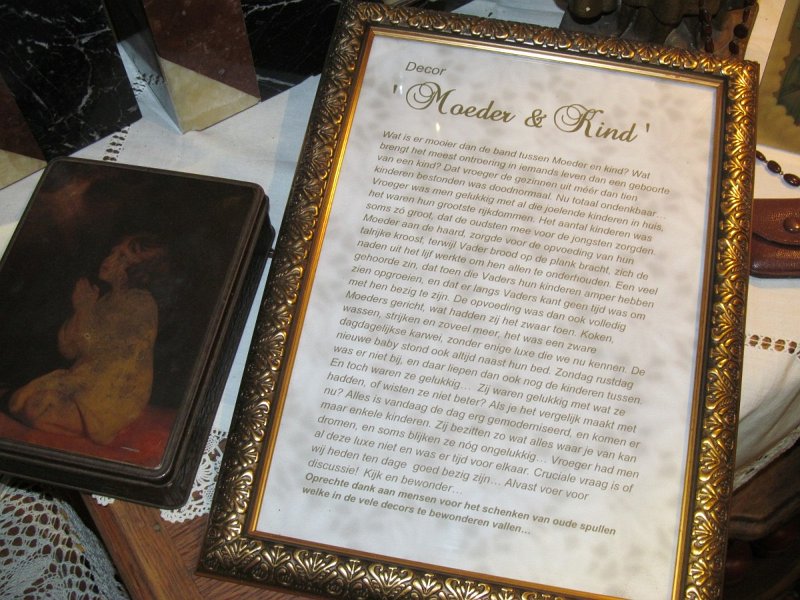 Decor
'Moeder & Kind'
Wat is er mooier dan de band tussen Moeder en kind? Wat
brengt het meest ontroering in iemands leven dan een geboorte
van een kind? Dat vroeger de gezinnen uit méér dan tien
kinderen bestonden was doodnormaal. Nu totaal ondenkbaar...
Vroeger was men gelukkig met al die joelende kinderen in huis,
het waren hun grootste rijkdommen. Het aantal kinderen was
soms zó groot, dat de oudsten mee voor de jongsten zorgden.
Moeder aan de haard, zorgde voor de opvoeding van hun
talrijke kroost, terwijl Vader brood op de plank bracht, zich de
naden uit het lijf werkte om hen allen te onderhouden. Een veel
gehoorde zin, dat toen die Vaders hun kinderen amper hebben
zien opgroeien, en dat er langs Vaders kant geen tijd was om
met hen bezig te zijn. De opvoeding was dan ook volledig
Moeders gericht, wat hadden zij het zwaar toen. Koken,
wassen, strijken en zoveel meer, het was een zware
dagdagelijkse karwei, zonder enige luxe die we nu kennen. De
nieuwe baby stond ook altijd naast hun bed. Zondag rustdag
was er niet bij, en daar liepen dan ook nog de kinderen tussen.
En toch waren ze gelukkig... Zij waren gelukkig met wat ze
hadden, of wisten ze niet beter? Als je het vergelijk maakt met
nu? Alles is vandaag de dag erg gemoderniseerd, en komen er
maar enkele kinderen. Zij bezitten zo wat alles waar je van kan
dromen, en soms blijken ze nóg ongelukkig... Vroeger had men
al deze luxe niet en was er tijd voor elkaar. Cruciale vraag is of
wij heden ten dage goed bezig zijn... Alvast voer voor
discussie! Kijk en bewonder...
Oprechte dank aan mensen voor het schenken van oude spullen
welke in de vele decors te bewonderen vallen...